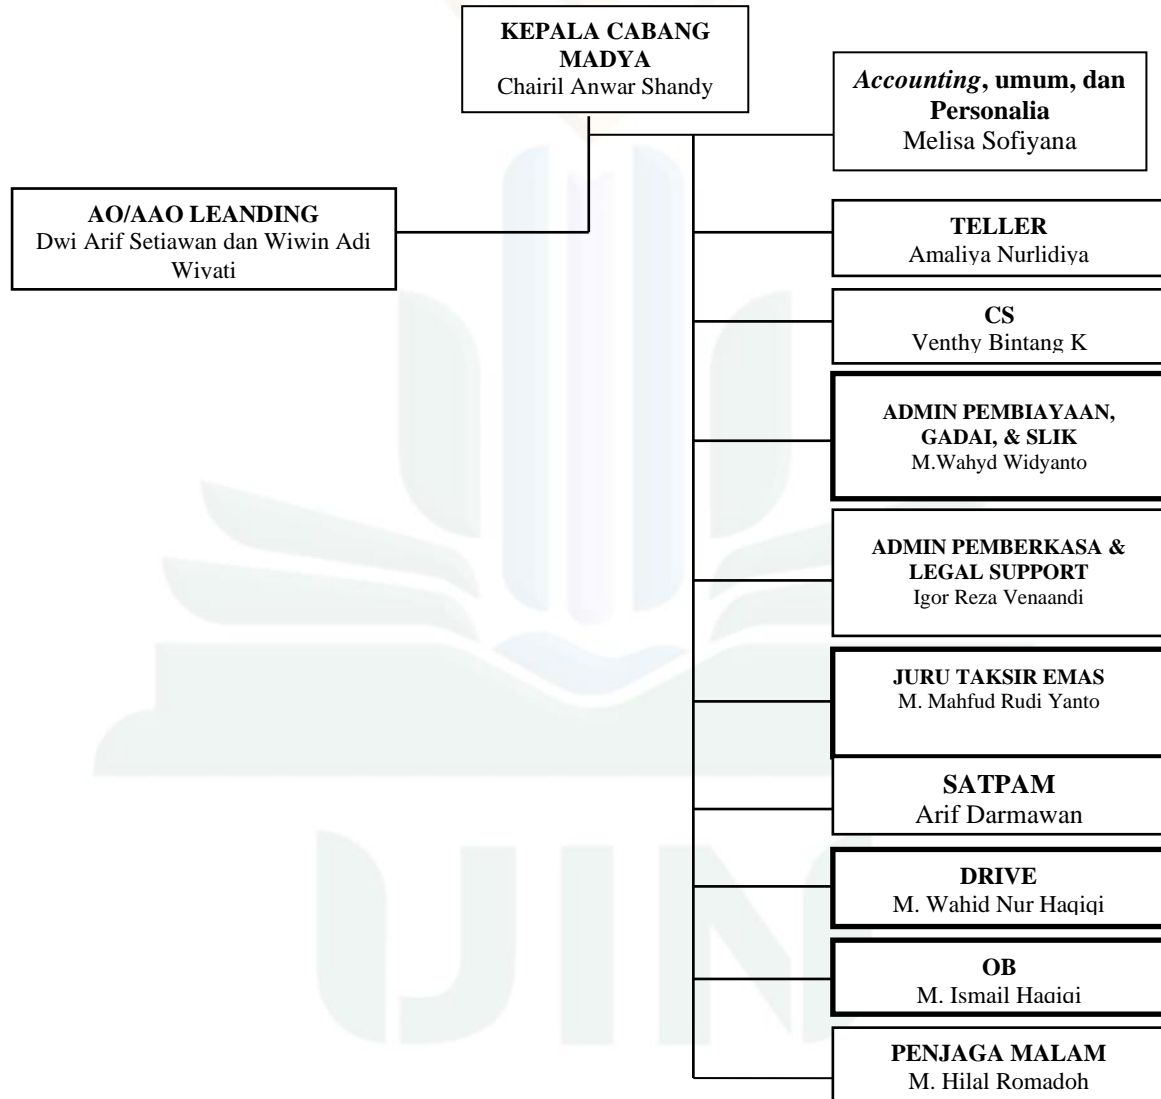 KEPALA CABANG
MADYA
Chairil Anwar Shandy
Accounting, umum, dan
Personalia
Melisa Sofiyana
AO/AAO LEANDING
Dwi Arif Setiawan dan Wiwin Adi
Wiyati
TELLER
Amaliya Nurlidiya
CS
Venthy Bintang K
ADMIN PEMBIAYAAN,
GADAI, & SLIK
M.Wahyd Widyanto
ADMIN PEMBERKASA &
LEGAL SUPPORT
Igor Reza Venaandi
JURU TAKSIR EMAS
M. Mahfud Rudi Yanto
SATPAM
Arif Darmawan
DRIVE
M. Wahid Nur Haqiqi
OB
M. Ismail Haqiqi
PENJAGA MALAM
M. Hilal Romadoh
UIN